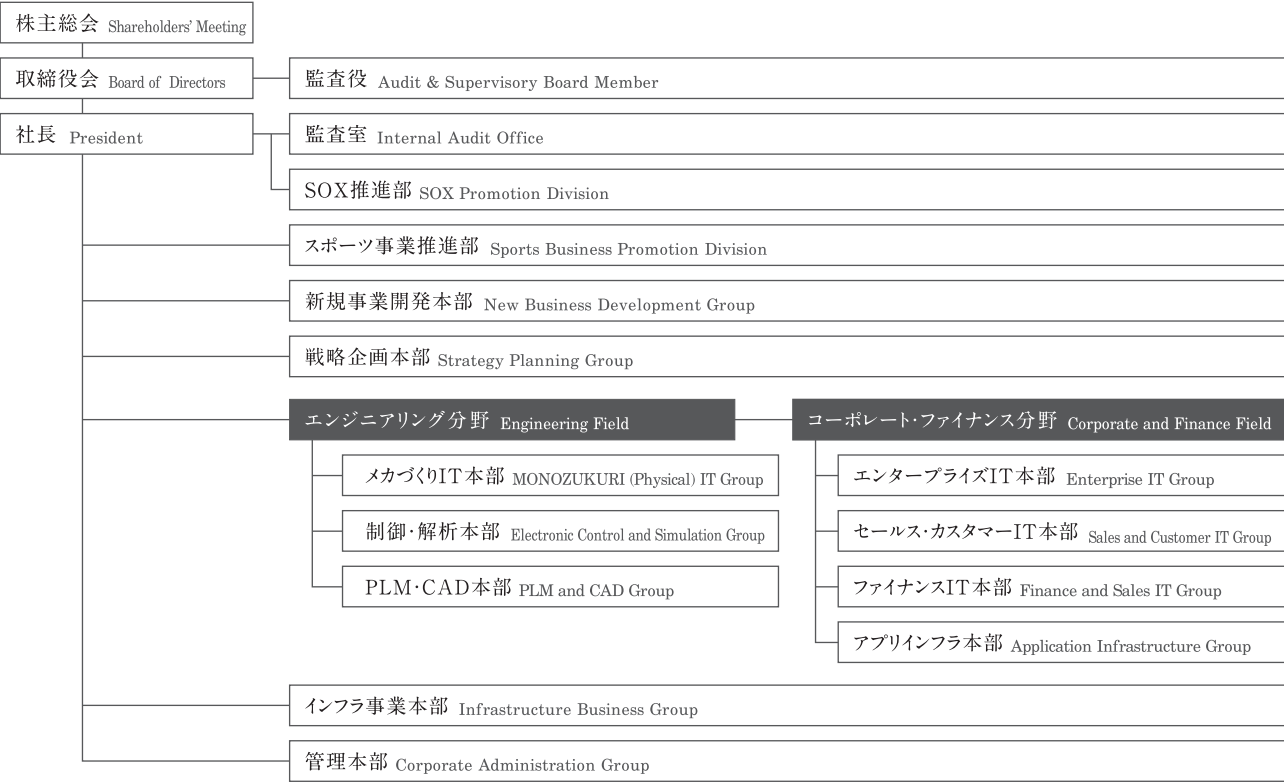 株主総会 Shareholders' Meeting
取締役会 Board of Directors
監査役 Audit & Supervisory Board Member
社長 President
監査室 Internal Audit Office
SOX推進部 SOX Promotion Division
スポーツ事業推進部 Sports Business Promotion Division
新規事業開発本部 New Business Development Group
戦略企画本部 Strategy Planning Group
エンジニアリング分野 Engineering Field
メカづくりIT本部 MONOZUKURI (Physical) IT Group
制御・解析本部 Electronic Control and Simulation Group
PLM・CAD本部 PLM and CAD Group
コーポレート・ファイナンス分野 Corporate and Finance Field
エンタープライズIT本部 Enterprise IT Group
セールス・カスタマーIT本部 Sales and Customer IT Group
ファイナンスIT本部 Finance and Sales IT Group
アプリインフラ本部 Application Infrastructure Group
インフラ事業本部 Infrastructure Business Group
管理本部 Corporate Administration Group